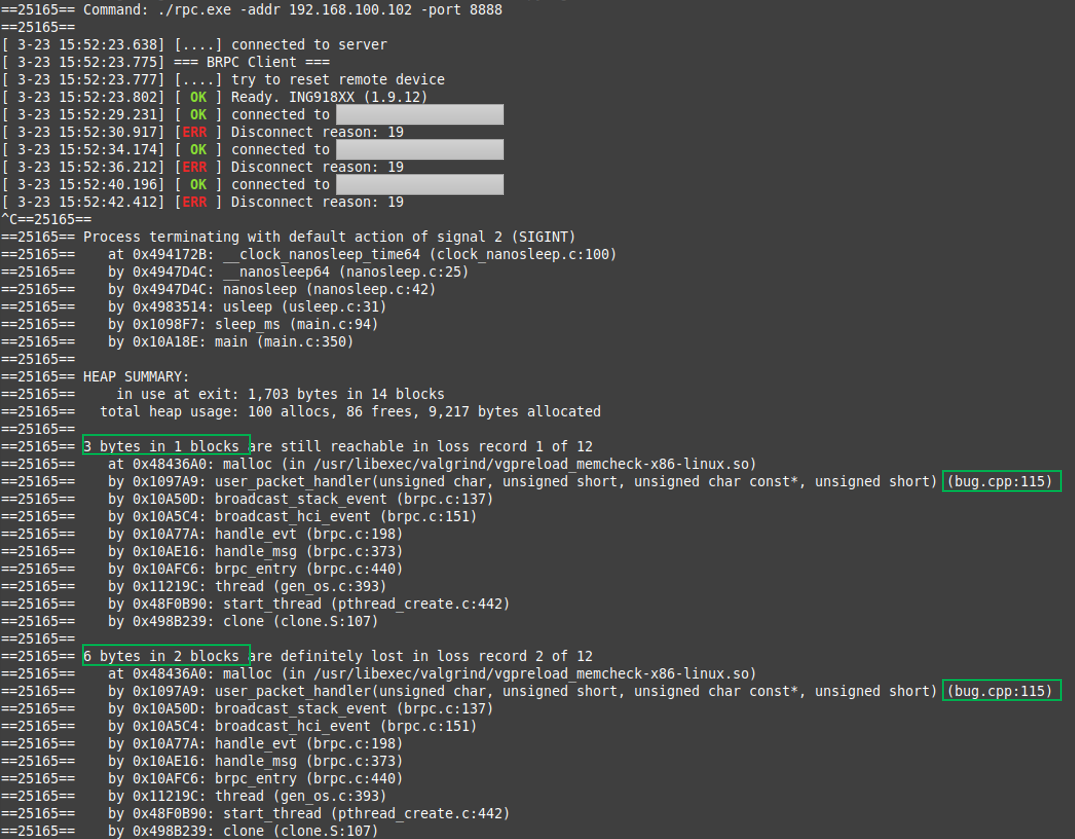 ==25165== Command: ./rpc.exe -addr 192.168.100.102 -port 8888
==25165==
[ 3-23 15:52:23.638] [....] connected to server
[ 3-23 15:52:23.775] === BRPC Client ===
[ 3-23 15:52:23.777] [....] try to reset remote device
[ 3-23 15:52:23.802] [ OK ] Ready. ING918XX (1.9.12)
[ 3-23 15:52:29.231] [ OK ] connected to
[ 3-23 15:52:30.917] [ERR ] Disconnect reason: 19
[ 3-23 15:52:34.174] [ OK ] connected to
[ 3-23 15:52:36.212] [ERR ] Disconnect reason: 19
[ 3-23 15:52:40.196] [ OK ] connected to
[ 3-23 15:52:42.412] [ERR ] Disconnect reason: 19
^C==25165==
==25165== Process terminating with default action of signal 2 (SIGINT)
==25165==    at 0x494172B: __clock_nanosleep_time64 (clock_nanosleep.c:100)
==25165==    by 0x4947D4C: __nanosleep64 (nanosleep.c:25)
==25165==    by 0x4947D4C: nanosleep (nanosleep.c:42)
==25165==    by 0x4983514: usleep (usleep.c:31)
==25165==    by 0x1098F7: sleep_ms (main.c:94)
==25165==    by 0x10A18E: main (main.c:350)
==25165==
==25165== HEAP SUMMARY:
==25165==     in use at exit: 1,703 bytes in 14 blocks
==25165==   total heap usage: 100 allocs, 86 frees, 9,217 bytes allocated
==25165==
==25165== 3 bytes in 1 blocks are still reachable in loss record 1 of 12
==25165==    at 0x48436A0: malloc (in /usr/libexec/valgrind/vgpreload_memcheck-x86-linux.so)
==25165==    by 0x1097A9: user_packet_handler(unsigned char, unsigned short, unsigned char const*, unsigned short) (bug.cpp:115)
==25165==    by 0x10A50D: broadcast_stack_event (brpc.c:137)
==25165==    by 0x10A5C4: broadcast_hci_event (brpc.c:151)
==25165==    by 0x10A77A: handle_evt (brpc.c:198)
==25165==    by 0x10AE16: handle_msg (brpc.c:373)
==25165==    by 0x10AFC6: brpc_entry (brpc.c:440)
==25165==    by 0x11219C: thread (gen_os.c:393)
==25165==    by 0x48F0B90: start_thread (pthread_create.c:442)
==25165==    by 0x498B239: clone (clone.S:107)
==25165==
==25165== 6 bytes in 2 blocks are definitely lost in loss record 2 of 12
==25165==    at 0x48436A0: malloc (in /usr/libexec/valgrind/vgpreload_memcheck-x86-linux.so)
==25165==    by 0x1097A9: user_packet_handler(unsigned char, unsigned short, unsigned char const*, unsigned short) (bug.cpp:115)
==25165==    by 0x10A50D: broadcast_stack_event (brpc.c:137)
==25165==    by 0x10A5C4: broadcast_hci_event (brpc.c:151)
==25165==    by 0x10A77A: handle_evt (brpc.c:198)
==25165==    by 0x10AE16: handle_msg (brpc.c:373)
==25165==    by 0x10AFC6: brpc_entry (brpc.c:440)
==25165==    by 0x11219C: thread (gen_os.c:393)
==25165==    by 0x48F0B90: start_thread (pthread_create.c:442)
==25165==    by 0x498B239: clone (clone.S:107)